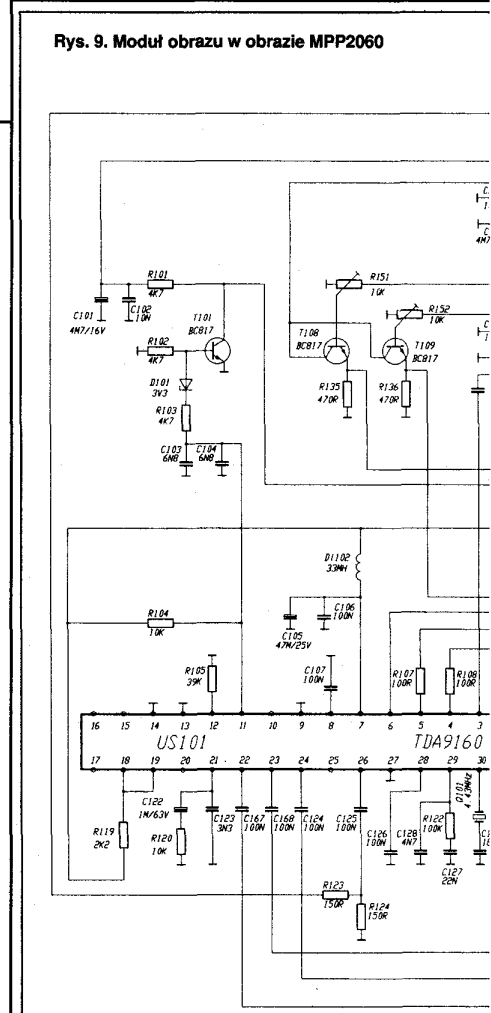 Rys. 9. Moduł obrazu w obrazie MPP2060
R101
4K7
C101
4M7/16V
C102
10N
T101
BC817
R102
4K7
D101
3V3
R103
4K7
C103
6N8
C104
6N8
R151
10K
R152
10K
T108
BC817
T109
BC817
R135
470R
R136
470R
4M7
D1102
33MH
R104
10K
C105
47M/25V
C106
100N
R105
39K
C107
100N
R107
100R
R108
100R
16 15 14 13 12 11 10 9 8 7 6 5 4 3
US101 TDA9160
17 18 19 20 21 22 23 24 25 26 27 28 29 30
Q101
4.43MHz
R119
2K2
C122
1M/63V
R120
10K
C123
3N3
C167
100N
C168
100N
C124
100N
C125
100N
C126
100N
C128
4N7
R122
100K
C127
22N
R123
150R
R124
150R